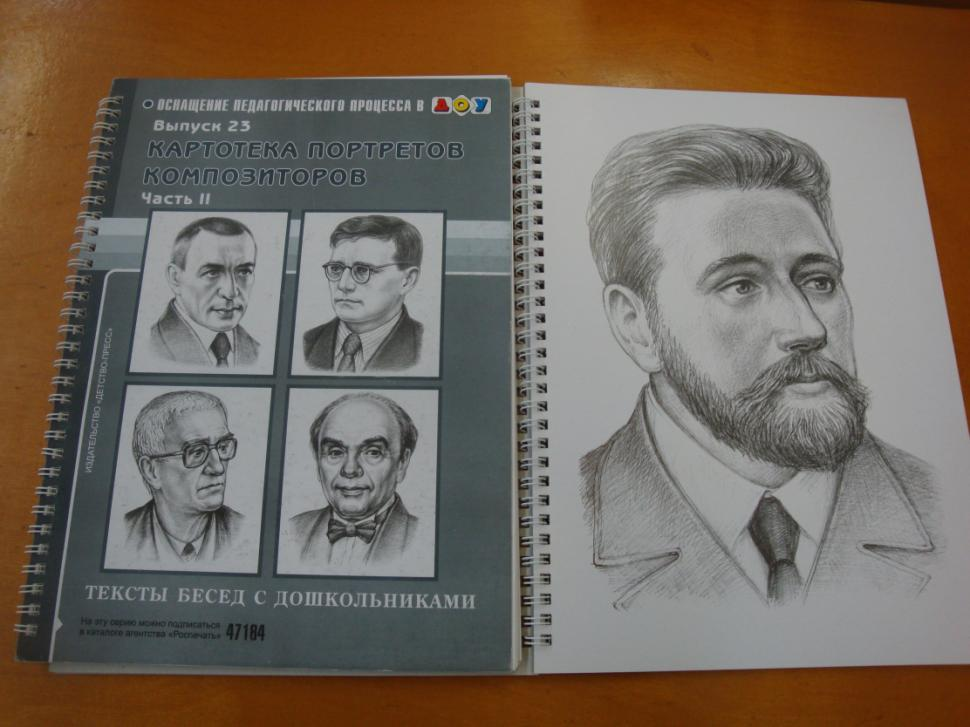 • ОСНАЩЕНИЕ ПЕДАГОГИЧЕСКОГО ПРОЦЕССА В ДОУ
Выпуск 23
КАРТОТЕКА ПОРТРЕТОВ
КОМПОЗИТОРОВ
Часть II
ИЗДАТЕЛЬСТВО «ДЕТСТВО-ПРЕСС»
ТЕКСТЫ БЕСЕД С ДОШКОЛЬНИКАМИ
На эту серию можно подписаться
в каталоге агентства «Роспечать» 47184